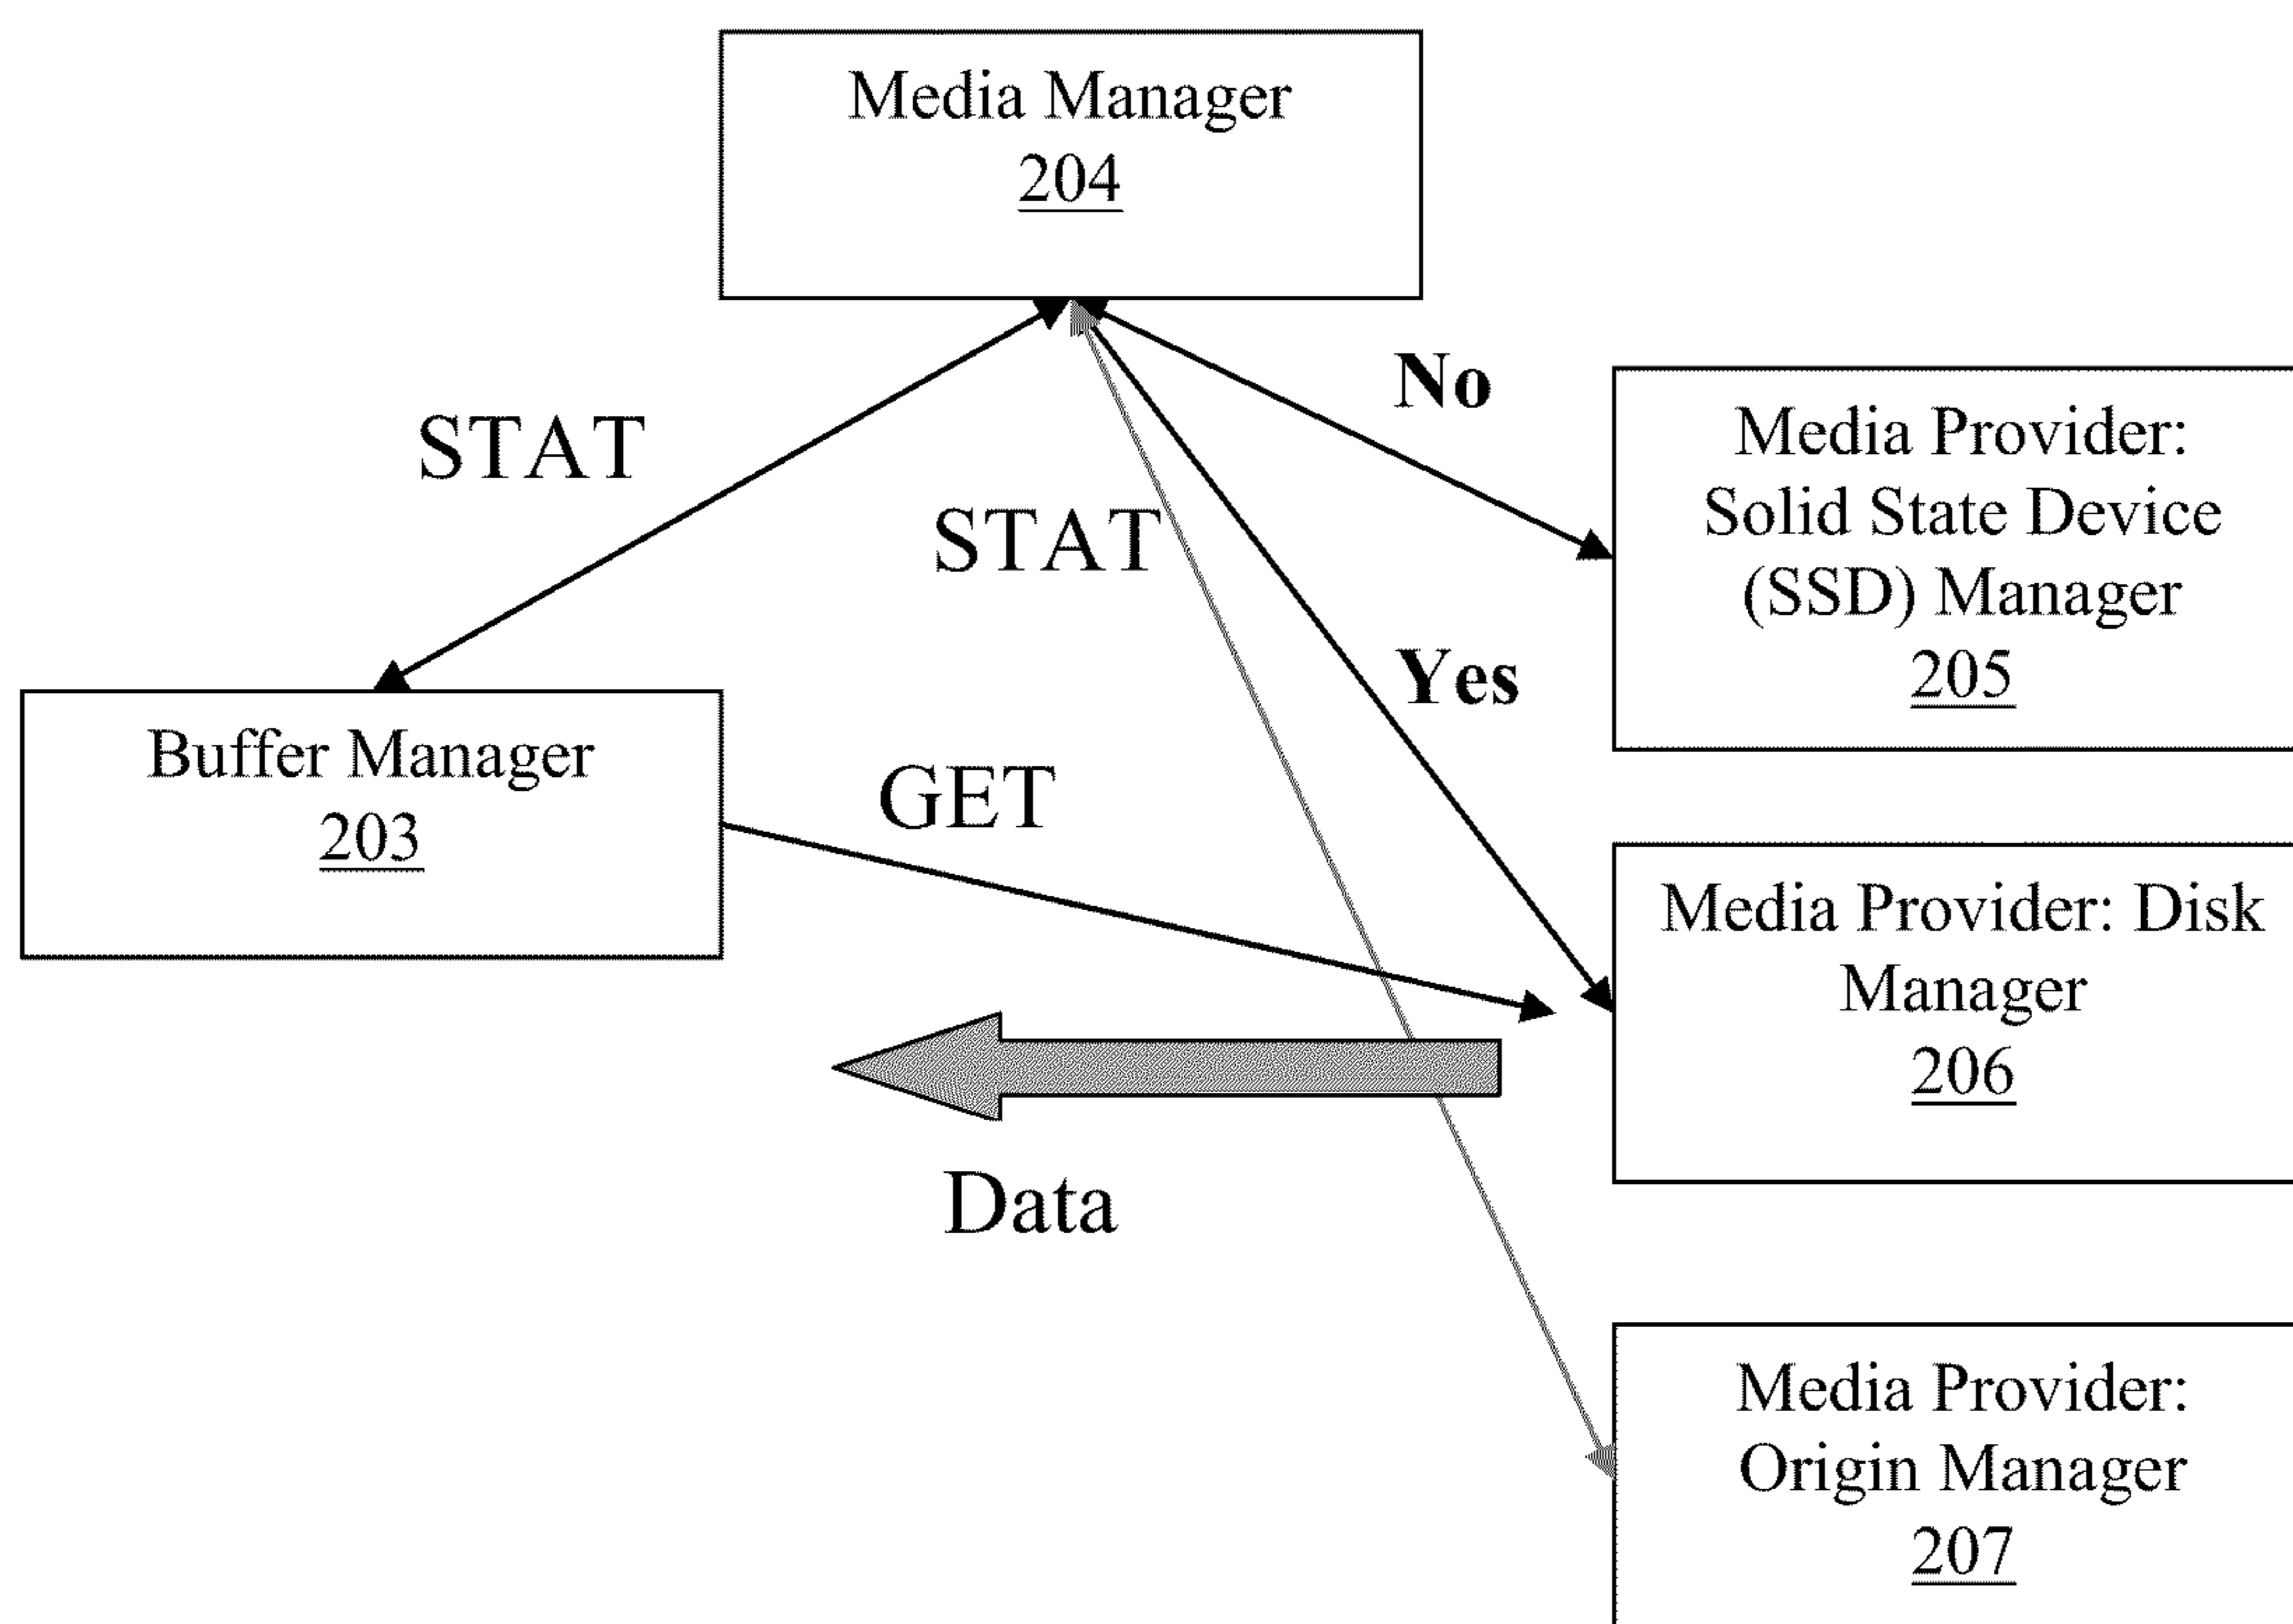 Media Manager
204
No
STAT
Media Provider:
Solid State Device
(SSD) Manager
205
STAT
Yes
Buffer Manager
203
GET
Media Provider: Disk
Manager
206
Data
Media Provider:
Origin Manager
207